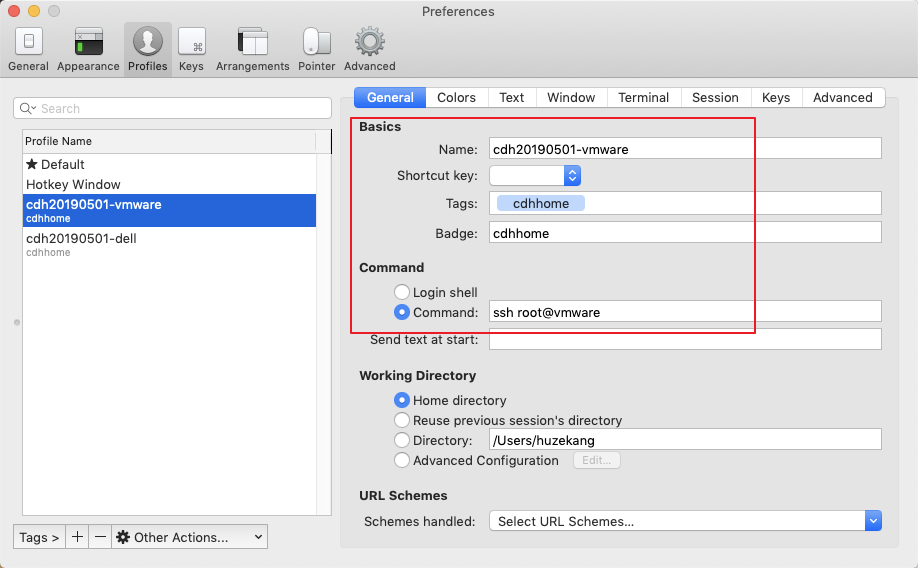 Preferences
General Appearance Profiles Keys Arrangements Pointer Advanced
Search
Profile Name
★ Default
Hotkey Window
cdh20190501-vmware
cdhhome
cdh20190501-dell
cdhhome
Tags > + — Other Actions...
General Colors Text Window Terminal Session Keys Advanced
Basics
Name: cdh20190501-vmware
Shortcut key:
Tags: cdhhome
Badge: cdhhome
Command
Login shell
Command: ssh root@vmware
Send text at start:
Working Directory
Home directory
Reuse previous session's directory
Directory: /Users/huzekang
Advanced Configuration Edit...
URL Schemes
Schemes handled: Select URL Schemes...